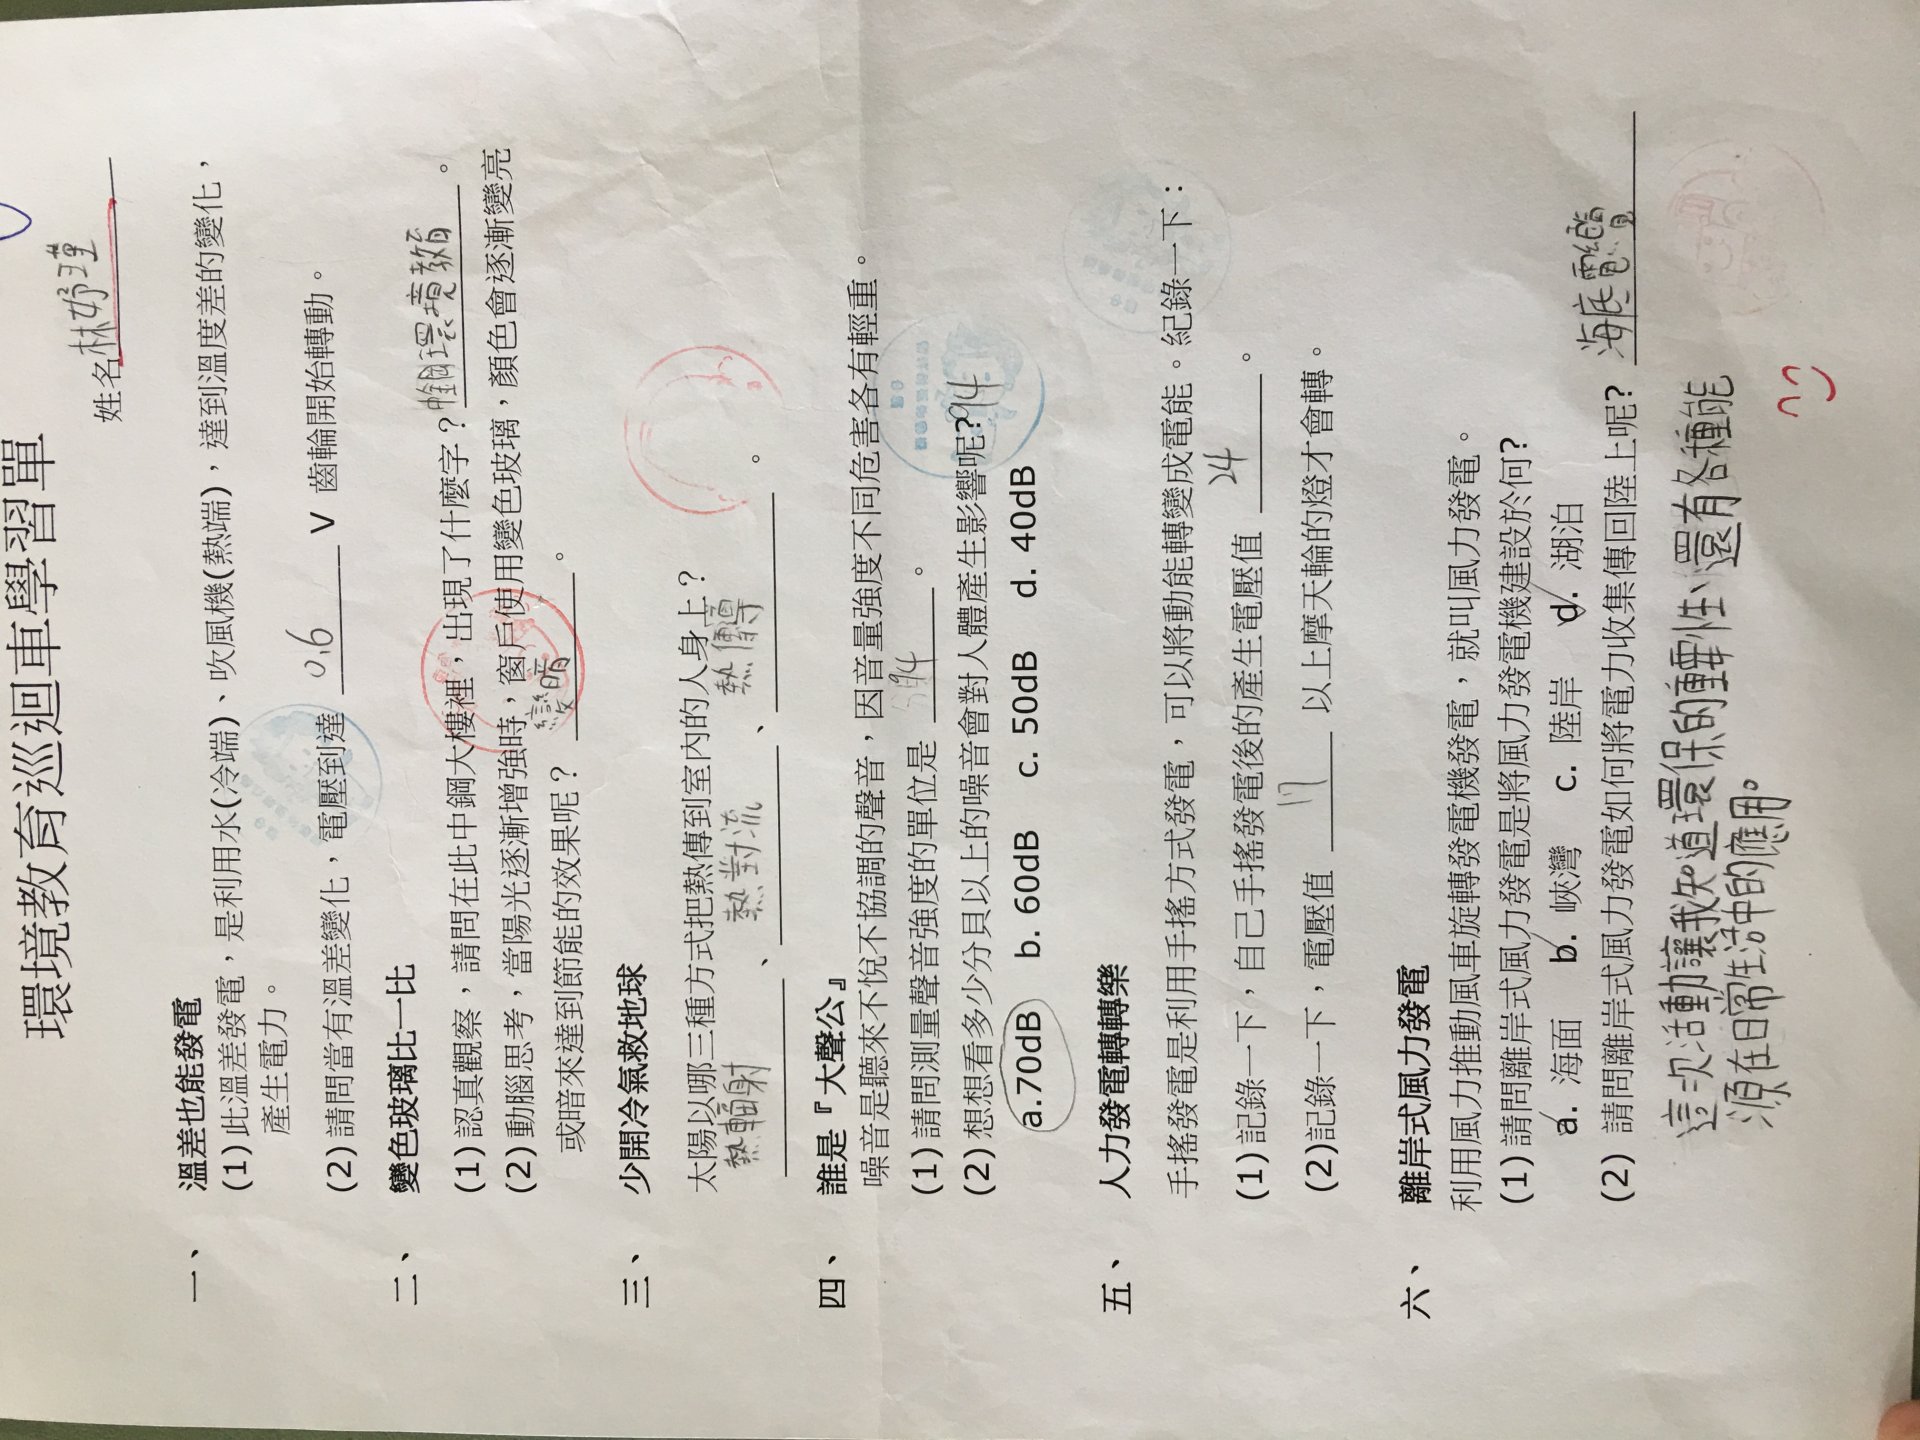 環境教育巡迴車學習單
姓名林妤瑾
一、 溫差也能發電
(1)此溫差發電，是利用水(冷端)、吹風機(熱端)，達到溫度差的變化，
產生電力。
(2)請問當有溫差變化，電壓到達 0.6 V 齒輪開始轉動。
二、 變色玻璃比一比
(1)認真觀察，請問在此中鋼大樓裡，出現了什麼字？中鋼環境教育。
(2)動腦思考，當陽光逐漸增強時，窗戶使用變色玻璃，顏色會逐漸變亮
或暗來達到節能的效果呢？變暗。
三、 少開冷氣救地球
太陽以哪三種方式把熱傳到室內的人身上？
熱輻射、熱對流、熱傳導。
四、 誰是『大聲公』
噪音是聽來不悅不協調的聲音，因音量強度不同危害各有輕重。
(1)請問測量聲音強度的單位是 94。
(2)想想看多少分貝以上的噪音會對人體產生影響呢?94
a.70dB b. 60dB c. 50dB d. 40dB
五、 人力發電轉轉樂
手搖發電是利用手搖方式發電，可以將動能轉變成電能。紀錄一下：
(1)記錄一下，自己手搖發電後的產生電壓值 24。
(2)記錄一下，電壓值 17 以上摩天輪的燈才會轉。
六、 離岸式風力發電
利用風力推動風車旋轉發電機發電，就叫風力發電。
(1)請問離岸式風力發電是將風力發電機建設於何?
a. 海面 b. 峽灣 c. 陸岸 d. 湖泊
(2) 請問離岸式風力發電如何將電力收集傳回陸上呢? 海底電纜
這次活動讓我知道環保的重要性、還有各種能
源在日常生活中的應用。